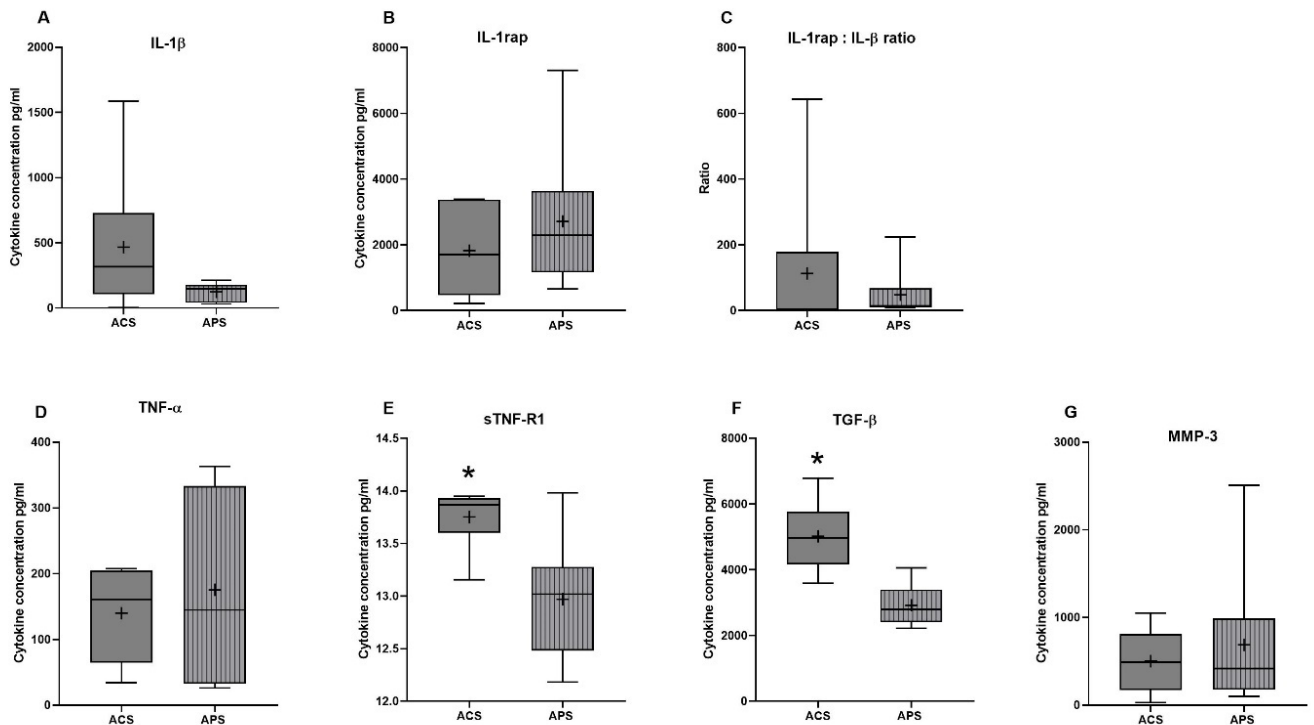 A
IL-1β
Cytokine concentration pg/ml
2000
1500
1000
500
0
ACS APS
B
IL-1rap
Cytokine concentration pg/ml
8000
6000
4000
2000
0
ACS APS
C
IL-1rap : IL-β ratio
Ratio
800
600
400
200
0
ACS APS
D
TNF-α
Cytokine concentration pg/ml
400
300
200
100
0
ACS APS
E
sTNF-R1
Cytokine concentration pg/ml
14.5
14.0
13.5
13.0
12.5
12.0
*
ACS APS
F
TGF-β
Cytokine concentration pg/ml
8000
6000
4000
2000
0
*
ACS APS
G
MMP-3
Cytokine concentration pg/ml
3000
2000
1000
0
ACS APS